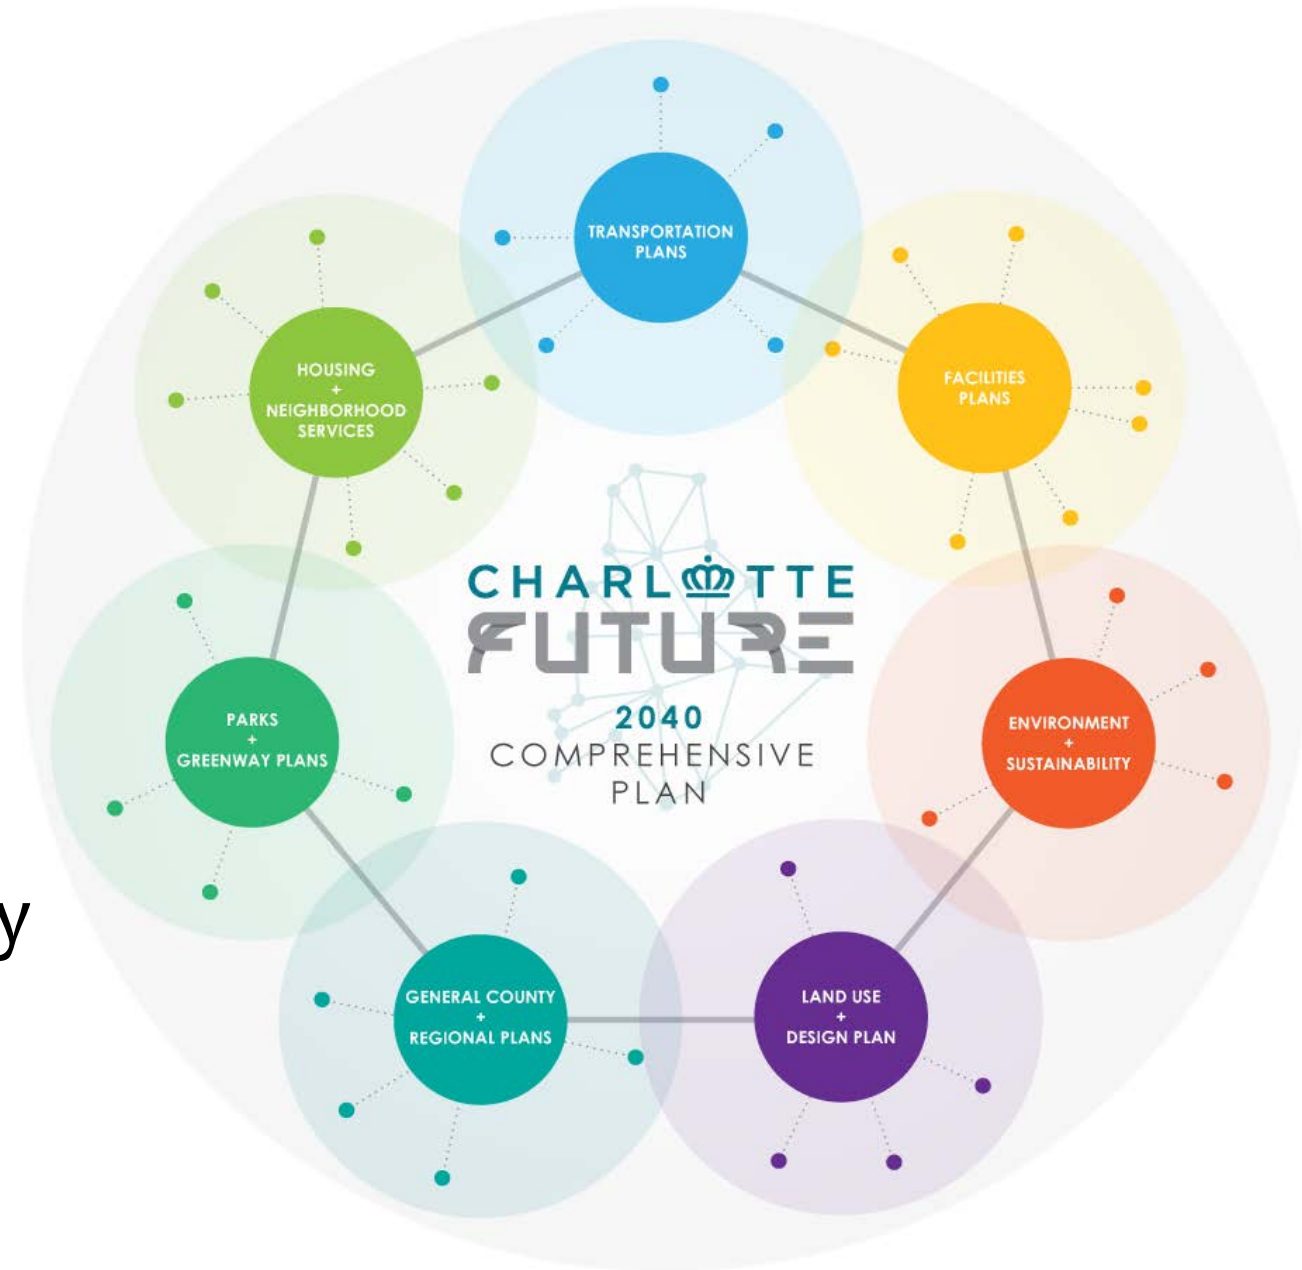 TRANSPORTATION
PLANS
HOUSING
+
NEIGHBORHOOD
SERVICES
FACILITIES
PLANS
CHARLOTTE
FUTURE
2040
COMPREHENSIVE
PLAN
PARKS
+
GREENWAY PLANS
ENVIRONMENT
+
SUSTAINABILITY
y
GENERAL COUNTY
+
REGIONAL PLANS
LAND USE
+
DESIGN PLAN